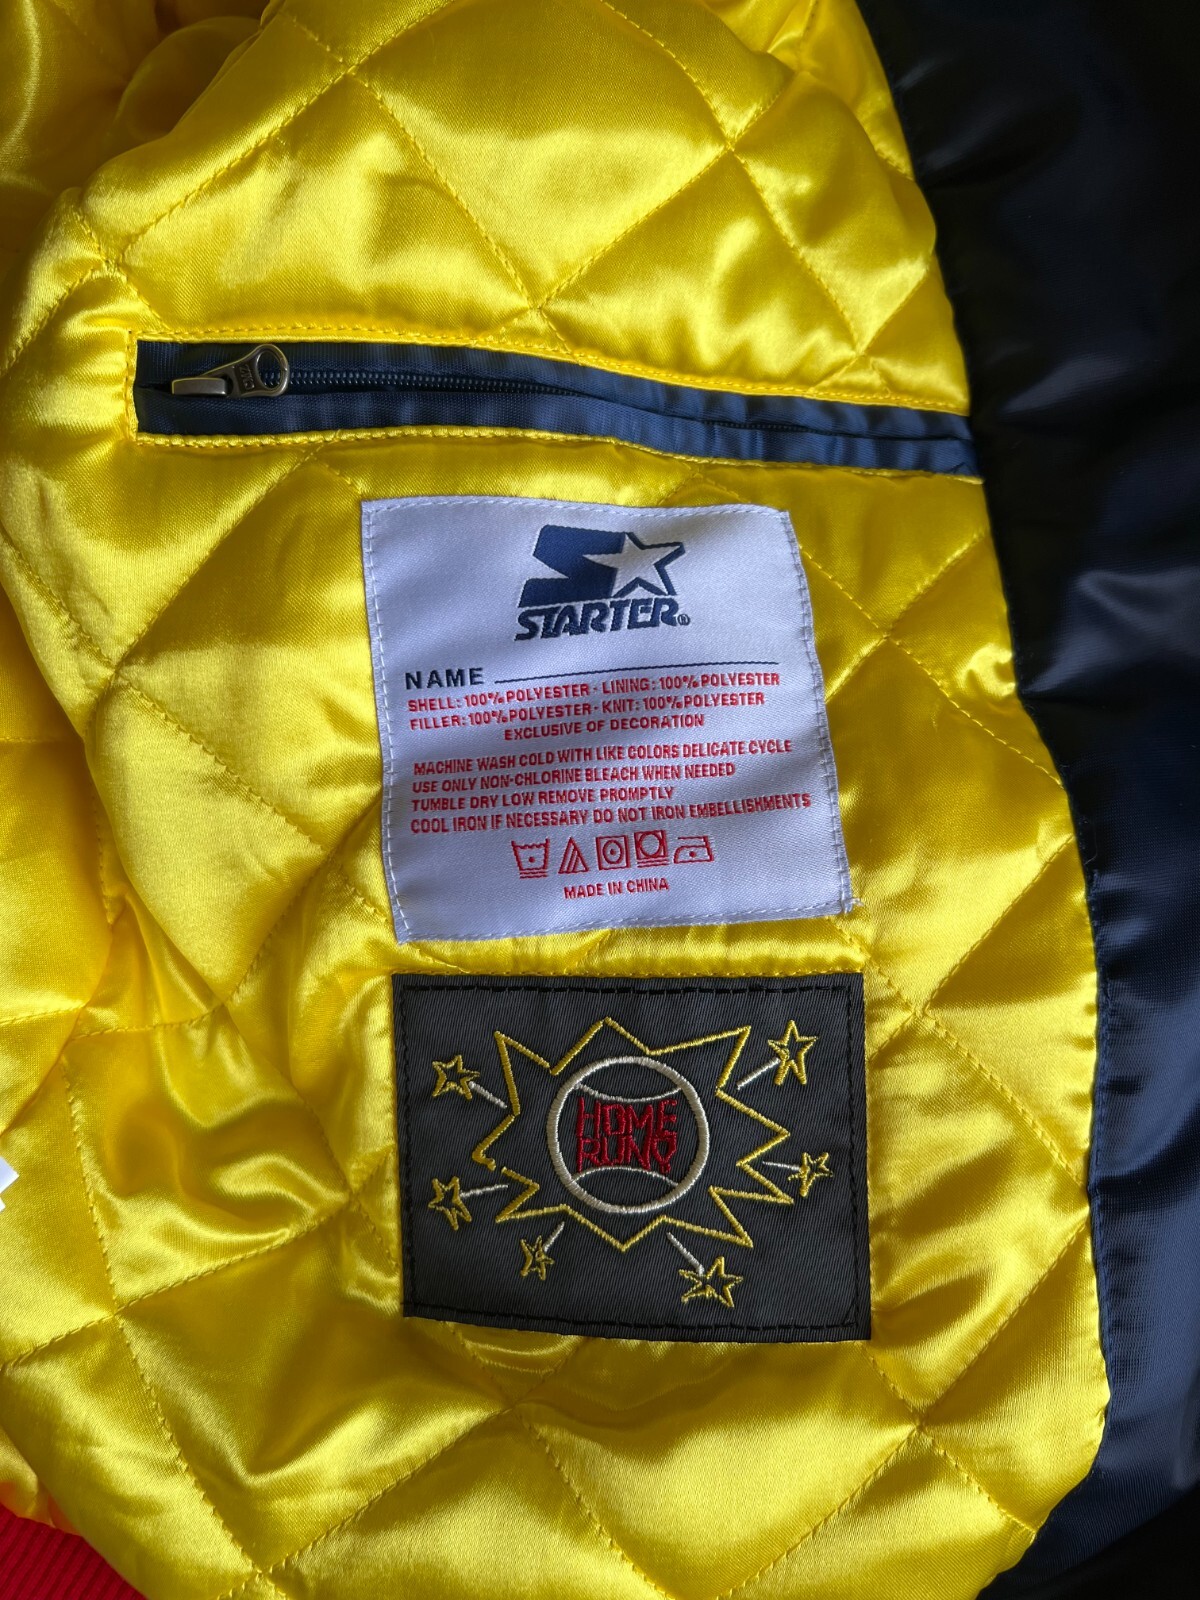 STARTER®
NAME
SHELL: 100% POLYESTER - LINING: 100% POLYESTER
FILLER: 100% POLYESTER - KNIT: 100% POLYESTER
EXCLUSIVE OF DECORATION
MACHINE WASH COLD WITH LIKE COLORS DELICATE CYCLE
USE ONLY NON-CHLORINE BLEACH WHEN NEEDED
TUMBLE DRY LOW REMOVE PROMPTLY
COOL IRON IF NECESSARY DO NOT IRON EMBELLISHMENTS
MADE IN CHINA
HOME